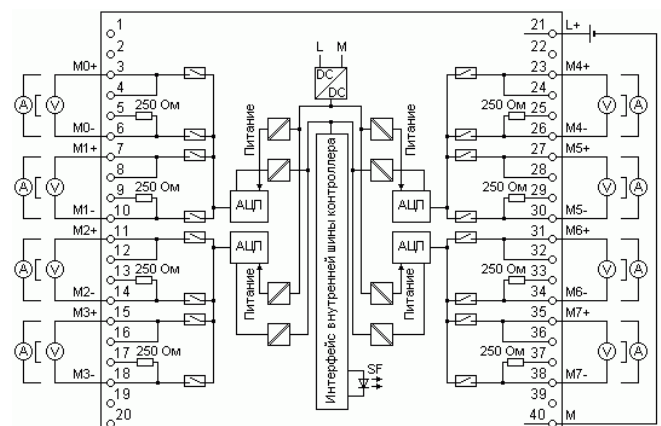 1
2
M0+ 3
4
5 250 Ом
M0- 6
M1+ 7
8
9 250 Ом
M1- 10
M2+ 11
12
13 250 Ом
M2- 14
M3+ 15
16
17 250 Ом
M3- 18
19
20
A V
A V
A V
A V
L M
DC
DC
Питание
Питание
АЦП
АЦП
АЦП
АЦП
Питание
Питание
Интерфейс внутренней шины контроллера
SF
21 L+
22
23 M4+
24
250 Ом 25
26 M4-
27 M5+
28
250 Ом 29
30 M5-
31 M6+
32
250 Ом 33
34 M6-
35 M7+
36
250 Ом 37
38 M7-
39
40 M
V A
V A
V A
V A